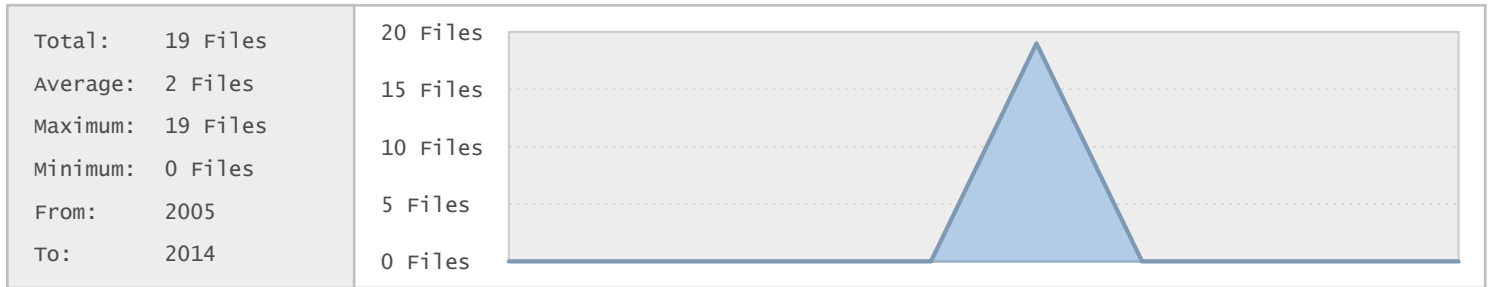 Total: 19 Files
Average: 2 Files
Maximum: 19 Files
Minimum: 0 Files
From: 2005
To: 2014
20 Files
15 Files
10 Files
5 Files
0 Files